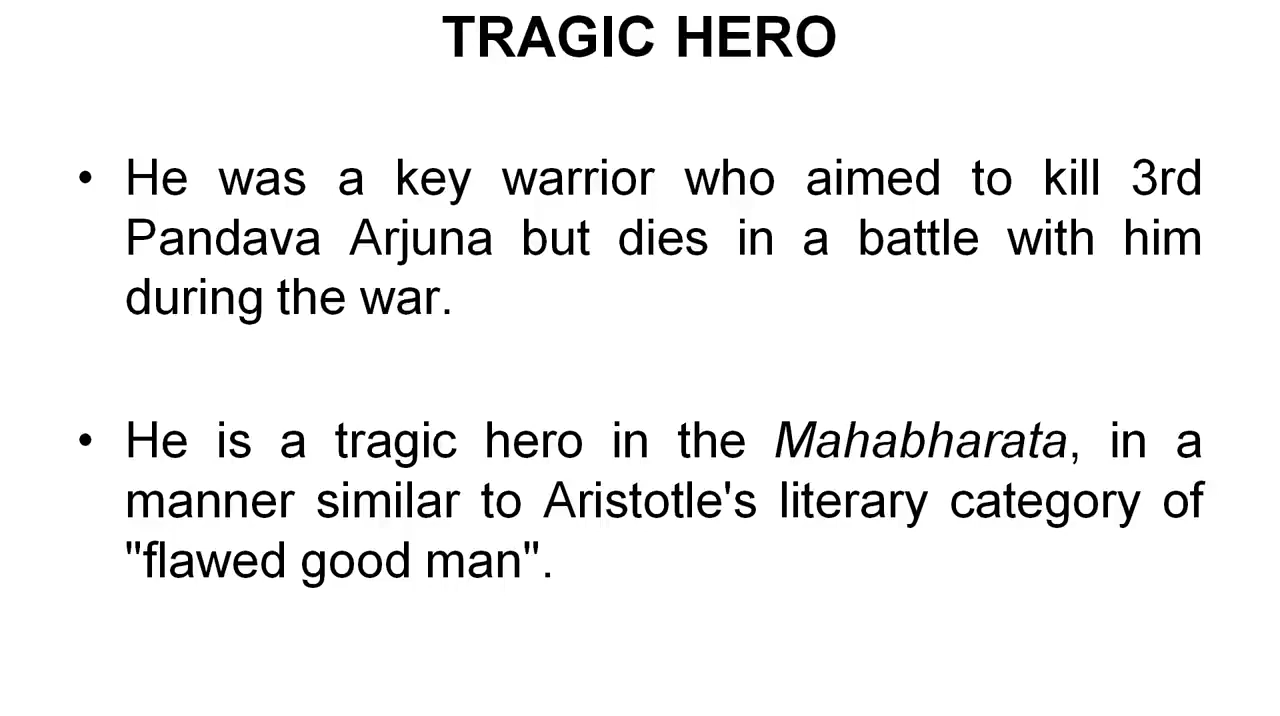 TRAGIC HERO
• He was a key warrior who aimed to kill 3rd
Pandava Arjuna but dies in a battle with him
during the war.
• He is a tragic hero in the Mahabharata, in a
manner similar to Aristotle's literary category of
"flawed good man".